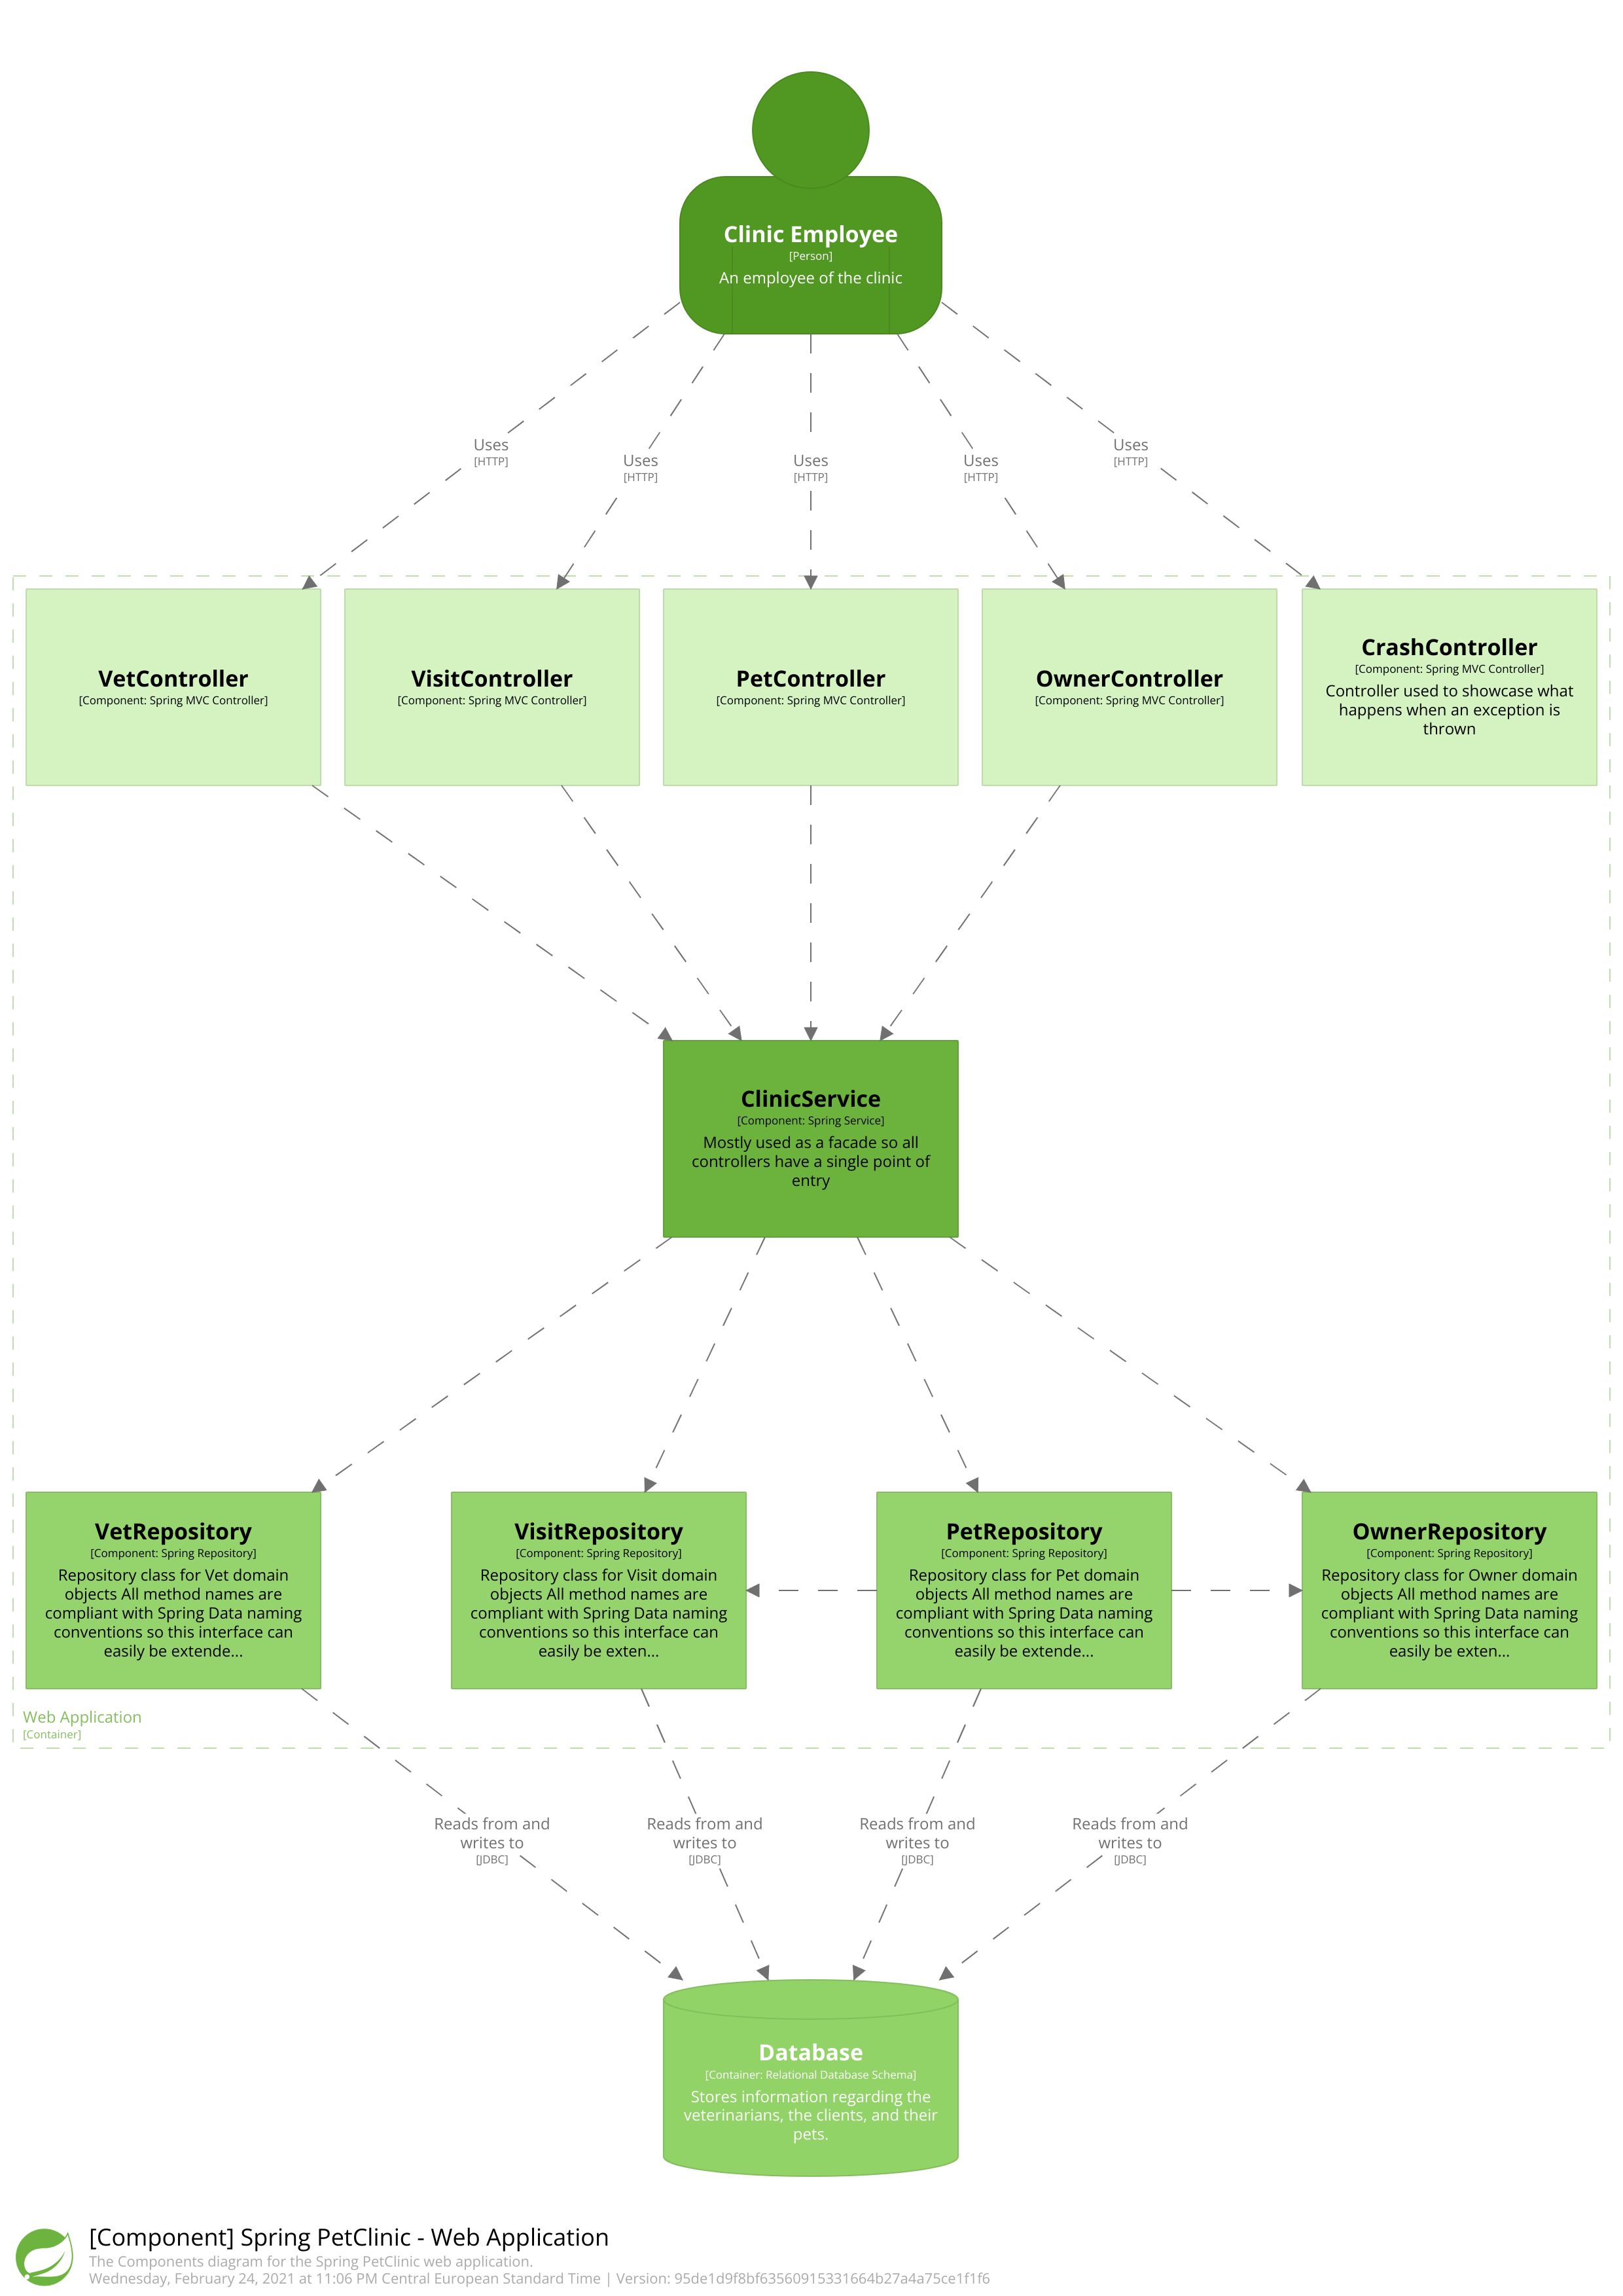 Clinic Employee
[Person]
An employee of the clinic
Uses
[HTTP]
Uses
[HTTP]
Uses
[HTTP]
Uses
[HTTP]
Uses
[HTTP]
VetController
[Component: Spring MVC Controller]
VisitController
[Component: Spring MVC Controller]
PetController
[Component: Spring MVC Controller]
OwnerController
[Component: Spring MVC Controller]
CrashController
[Component: Spring MVC Controller]
Controller used to showcase what
happens when an exception is
thrown
ClinicService
[Component: Spring Service]
Mostly used as a facade so all
controllers have a single point of
entry
VetRepository
[Component: Spring Repository]
Repository class for Vet domain
objects All method names are
compliant with Spring Data naming
conventions so this interface can
easily be extende...
VisitRepository
[Component: Spring Repository]
Repository class for Visit domain
objects All method names are
compliant with Spring Data naming
conventions so this interface can
easily be exten...
PetRepository
[Component: Spring Repository]
Repository class for Pet domain
objects All method names are
compliant with Spring Data naming
conventions so this interface can
easily be extende...
OwnerRepository
[Component: Spring Repository]
Repository class for Owner domain
objects All method names are
compliant with Spring Data naming
conventions so this interface can
easily be exten...
Web Application
[Container]
Reads from and
writes to
[JDBC]
Reads from and
writes to
[JDBC]
Reads from and
writes to
[JDBC]
Reads from and
writes to
[JDBC]
Database
[Container: Relational Database Schema]
Stores information regarding the
veterinarians, the clients, and their
pets.
[Component] Spring PetClinic - Web Application
The Components diagram for the Spring PetClinic web application.
Wednesday, February 24, 2021 at 11:06 PM Central European Standard Time | Version: 95de1d9f8bf63560915331664b27a4a75ce1f1f6